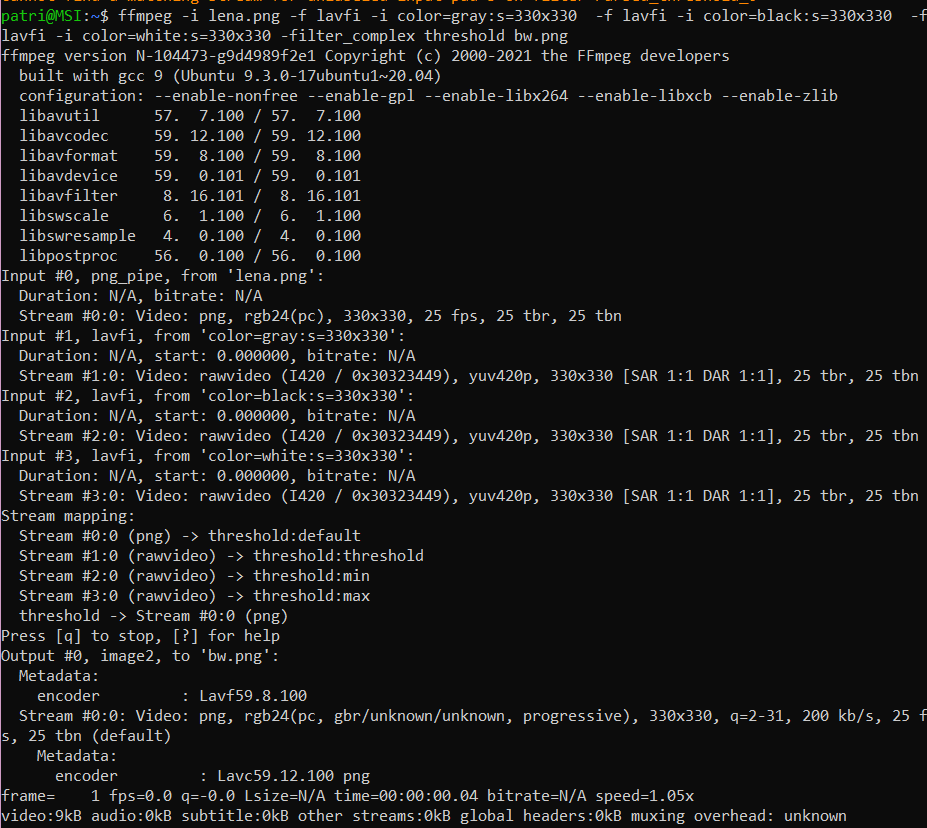 patri@MSI:~$ ffmpeg -i lena.png -f lavfi -i color=gray:s=330x330  -f lavfi -i color=black:s=330x330  -f
lavfi -i color=white:s=330x330 -filter_complex threshold bw.png
ffmpeg version N-104473-g9d4989f2e1 Copyright (c) 2000-2021 the FFmpeg developers
  built with gcc 9 (Ubuntu 9.3.0-17ubuntu1~20.04)
  configuration: --enable-nonfree --enable-gpl --enable-libx264 --enable-libxcb --enable-zlib
  libavutil      57.  7.100 / 57.  7.100
  libavcodec     59. 12.100 / 59. 12.100
  libavformat    59.  8.100 / 59.  8.100
  libavdevice    59.  0.101 / 59.  0.101
  libavfilter     8. 16.101 /  8. 16.101
  libswscale      6.  1.100 /  6.  1.100
  libswresample   4.  0.100 /  4.  0.100
  libpostproc    56.  0.100 / 56.  0.100
Input #0, png_pipe, from 'lena.png':
  Duration: N/A, bitrate: N/A
  Stream #0:0: Video: png, rgb24(pc), 330x330, 25 fps, 25 tbr, 25 tbn
Input #1, lavfi, from 'color=gray:s=330x330':
  Duration: N/A, start: 0.000000, bitrate: N/A
  Stream #1:0: Video: rawvideo (I420 / 0x30323449), yuv420p, 330x330 [SAR 1:1 DAR 1:1], 25 tbr, 25 tbn
Input #2, lavfi, from 'color=black:s=330x330':
  Duration: N/A, start: 0.000000, bitrate: N/A
  Stream #2:0: Video: rawvideo (I420 / 0x30323449), yuv420p, 330x330 [SAR 1:1 DAR 1:1], 25 tbr, 25 tbn
Input #3, lavfi, from 'color=white:s=330x330':
  Duration: N/A, start: 0.000000, bitrate: N/A
  Stream #3:0: Video: rawvideo (I420 / 0x30323449), yuv420p, 330x330 [SAR 1:1 DAR 1:1], 25 tbr, 25 tbn
Stream mapping:
  Stream #0:0 (png) -> threshold:default
  Stream #1:0 (rawvideo) -> threshold:threshold
  Stream #2:0 (rawvideo) -> threshold:min
  Stream #3:0 (rawvideo) -> threshold:max
  threshold -> Stream #0:0 (png)
Press [q] to stop, [?] for help
Output #0, image2, to 'bw.png':
  Metadata:
    encoder         : Lavf59.8.100
  Stream #0:0: Video: png, rgb24(pc, gbr/unknown/unknown, progressive), 330x330, q=2-31, 200 kb/s, 25 f
s, 25 tbn (default)
    Metadata:
      encoder         : Lavc59.12.100 png
frame=    1 fps=0.0 q=-0.0 Lsize=N/A time=00:00:00.04 bitrate=N/A speed=1.05x
video:9kB audio:0kB subtitle:0kB other streams:0kB global headers:0kB muxing overhead: unknown